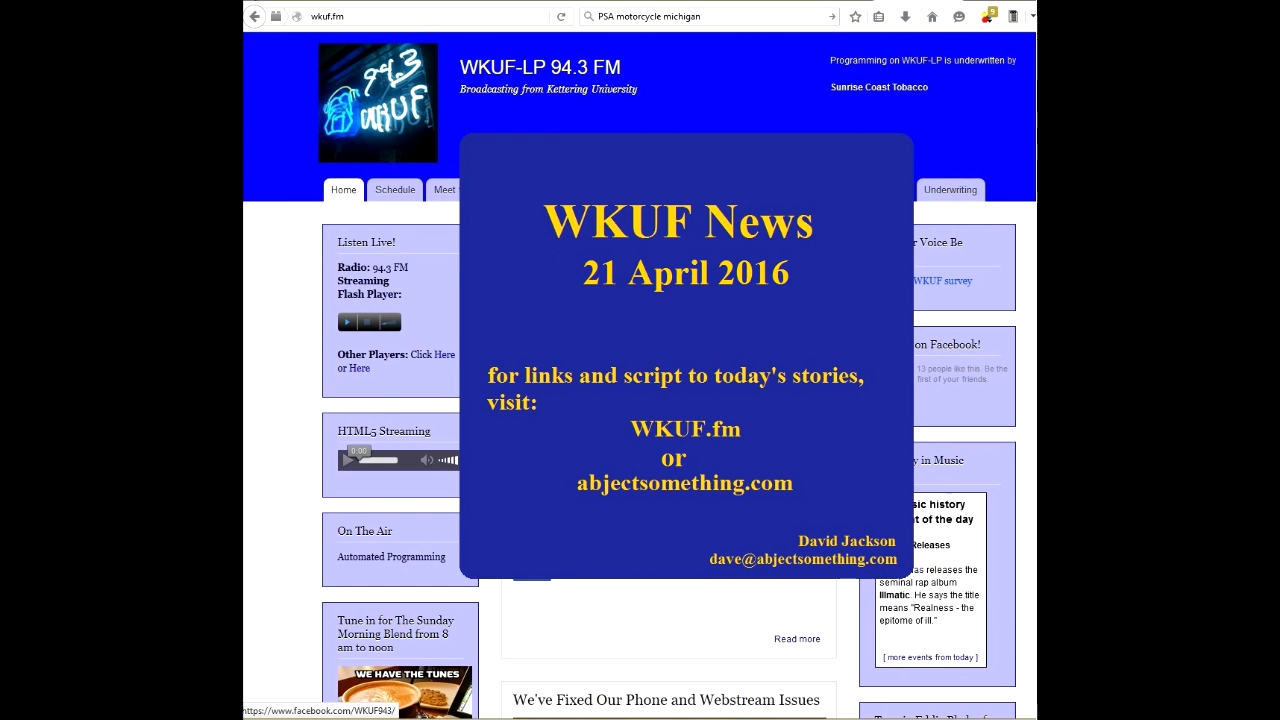 wkuf.fm
PSA motorcycle michigan
9
94.3
WKUF
WKUF-LP 94.3 FM
Broadcasting from Kettering University
Programming on WKUF-LP is underwritten by
Sunrise Coast Tobacco
Home
Schedule
Meet
Underwriting
WKUF News
21 April 2016
for links and script to today's stories,
visit:
WKUF.fm
or
abjectsomething.com
David Jackson
dave@abjectsomething.com
Listen Live!
Radio: 94.3 FM
Streaming
Flash Player:
Other Players: Click Here
or Here
HTML5 Streaming
0:00
On The Air
Automated Programming
Tune in for The Sunday
Morning Blend from 8
am to noon
WE HAVE THE TUNES
Read more
We've Fixed Our Phone and Webstream Issues
Voice Be
WKUF survey
on Facebook!
13 people like this. Be the
first of your friends.
in Music
history
of the day
Releases
releases the
seminal rap album
Illmatic. He says the title
means "Realness - the
epitome of ill."
[ more events from today ]
https://www.facebook.com/WKUF943/